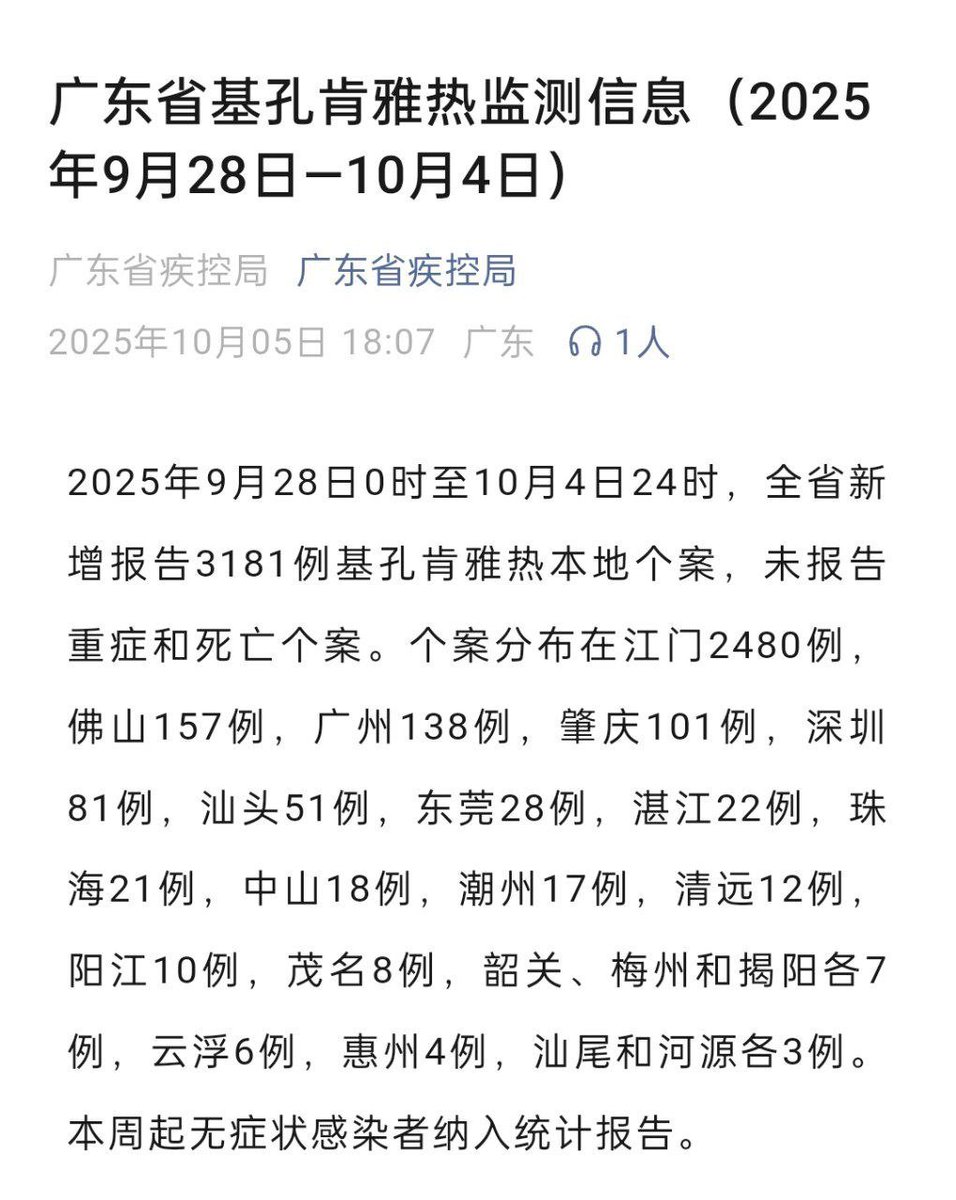 广东省基孔肯雅热监测信息（2025
年9月28日—10月4日）
广东省疾控局 广东省疾控局
2025年10月05日 18:07 广东 1人
2025年9月28日0时至10月4日24时，全省新
增报告3181例基孔肯雅热本地个案，未报告
重症和死亡个案。个案分布在江门2480例，
佛山157例，广州138例，肇庆101例，深圳
81例，汕头51例，东莞28例，湛江22例，珠
海21例，中山18例，潮州17例，清远12例，
阳江10例，茂名8例，韶关、梅州和揭阳各7
例，云浮6例，惠州4例，汕尾和河源各3例。
本周起无症状感染者纳入统计报告。